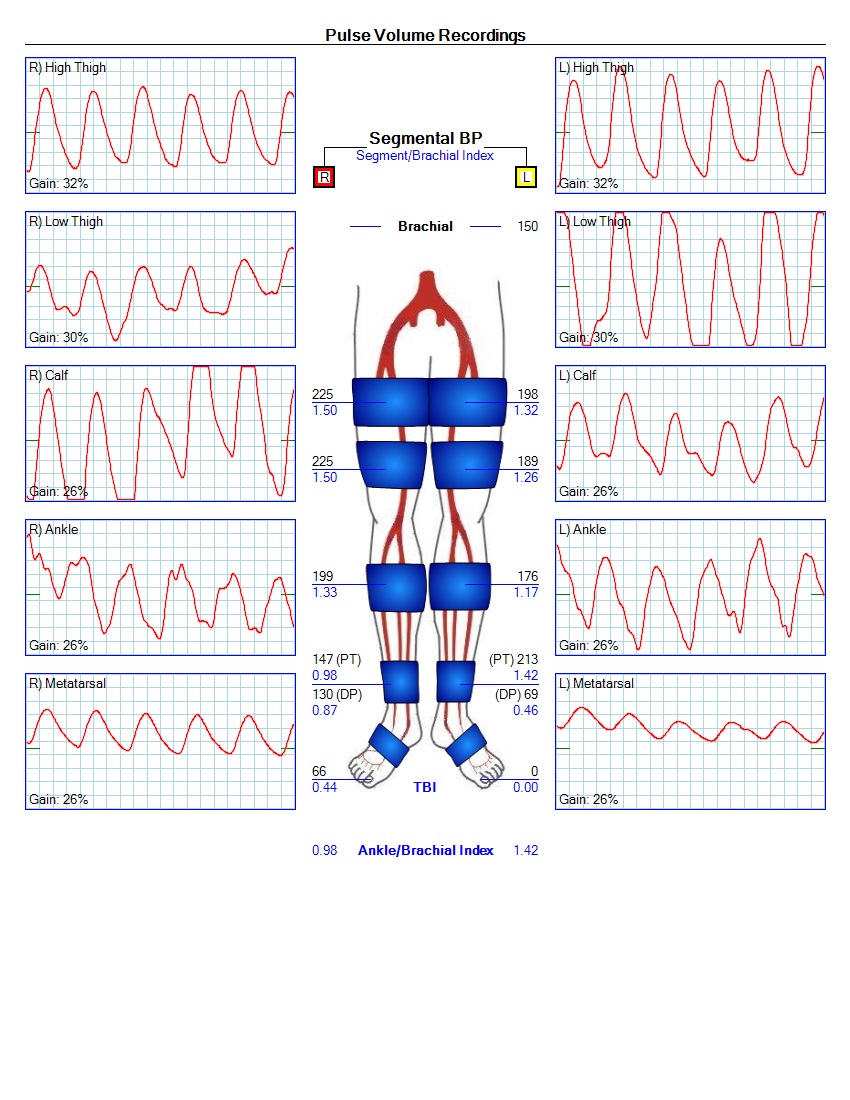 Pulse Volume Recordings
R) High Thigh
Gain: 32%
L) High Thigh
Gain: 32%
Segmental BP
Segment/Brachial Index
R
L
Brachial 150
R) Low Thigh
Gain: 30%
L) Low Thigh
Gain: 30%
R) Calf
Gain: 26%
L) Calf
Gain: 26%
225 198
1.50 1.32
225 189
1.50 1.26
R) Ankle
Gain: 26%
L) Ankle
Gain: 26%
199 176
1.33 1.17
147 (PT) (PT) 213
0.98 1.42
130 (DP) (DP) 69
0.87 0.46
R) Metatarsal
Gain: 26%
L) Metatarsal
Gain: 26%
66 0
0.44 TBI 0.00
0.98 Ankle/Brachial Index 1.42